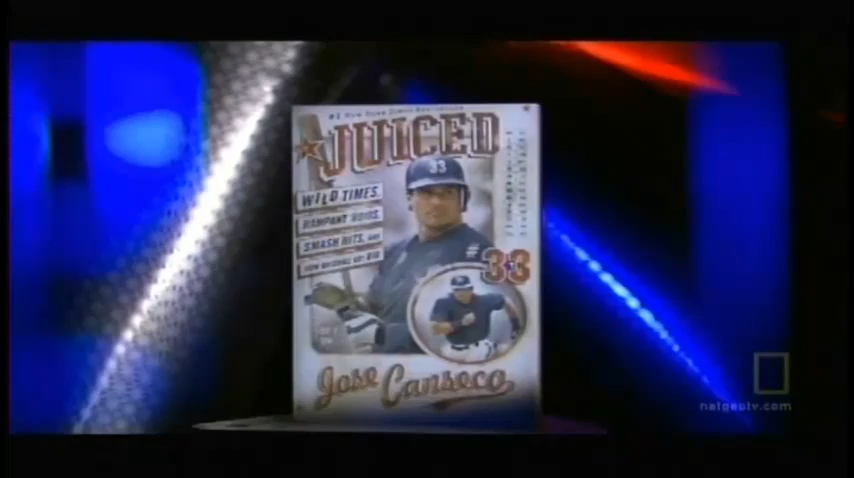 #1 New York Times Bestseller
JUICED
33
WILD TIMES,
RAMPANT 'ROIDS,
SMASH HITS, AND
HOW BASEBALL GOT BIG
33
Jose Canseco
natgeotv.com